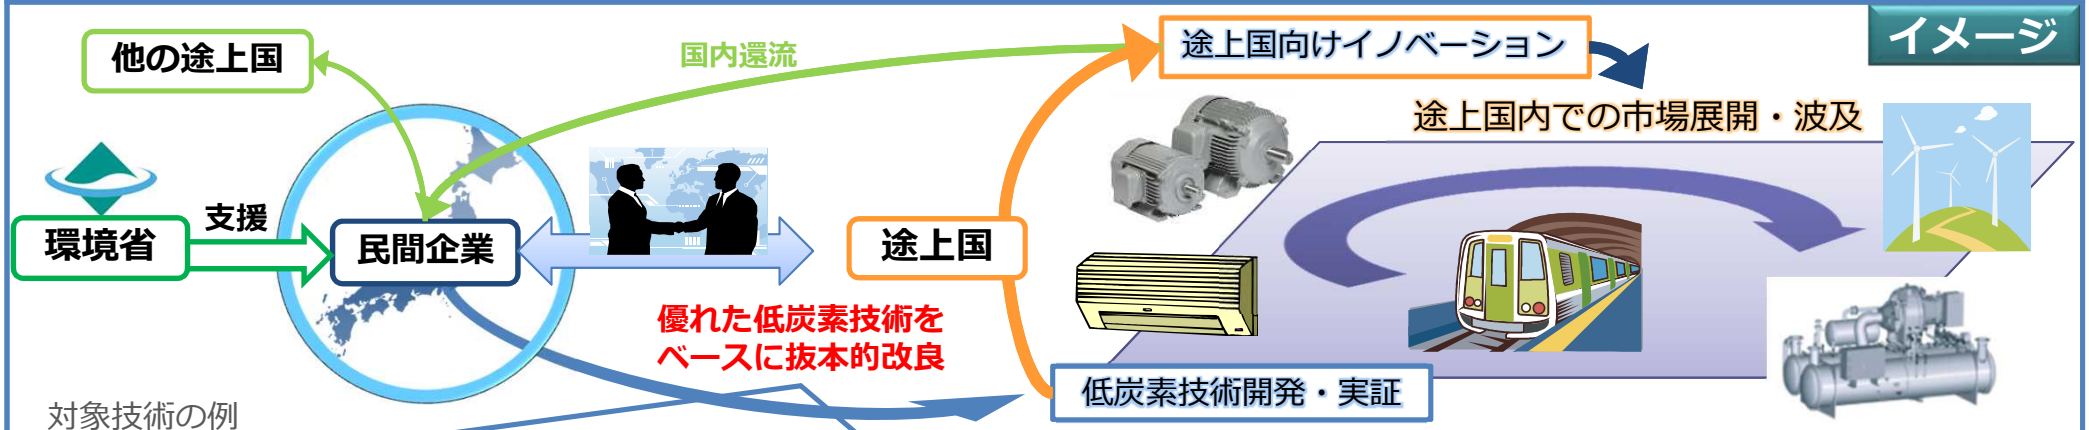 イメージ
他の途上国
国内還流
途上国向けイノベーション
途上国内での市場展開・波及
支援
環境省
民間企業
途上国
優れた低炭素技術を
ベースに抜本的改良
低炭素技術開発・実証
対象技術の例